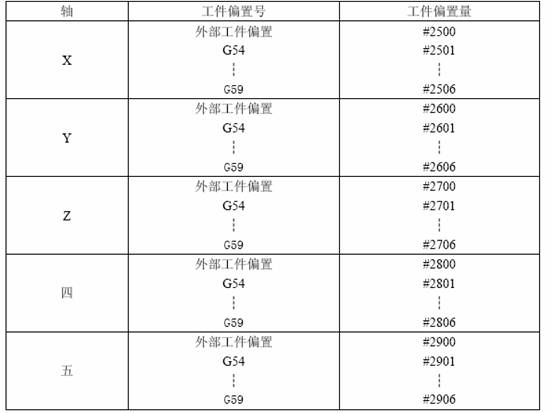 轴 工件偏置号 工件偏置量
外部工件偏置 #2500
G54 #2501
X
G59 #2506
外部工件偏置 #2600
G54 #2601
Y
G59 #2606
外部工件偏置 #2700
G54 #2701
Z
G59 #2706
外部工件偏置 #2800
G54 #2801
四
G59 #2806
外部工件偏置 #2900
G54 #2901
五
G59 #2906